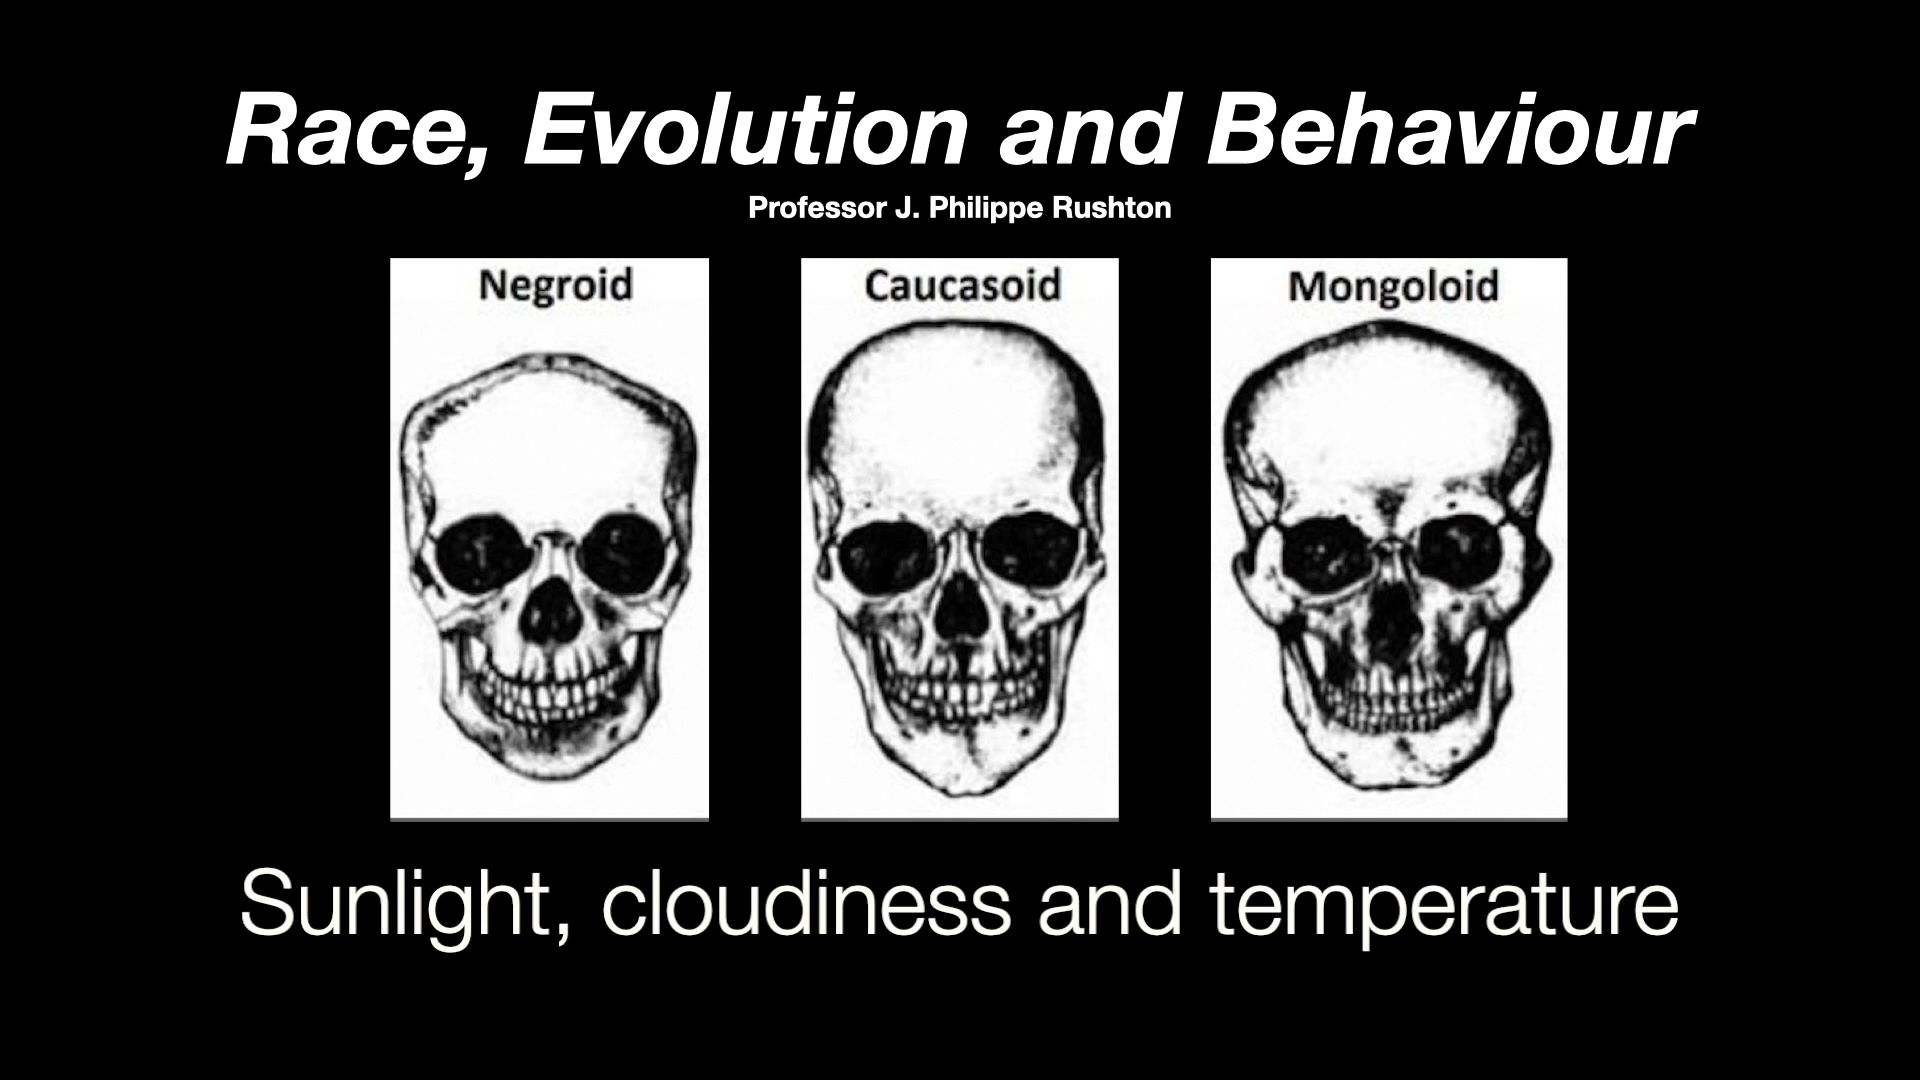 Race, Evolution and Behaviour
Professor J. Philippe Rushton
Negroid
Caucasoid
Mongoloid
Sunlight, cloudiness and temperature